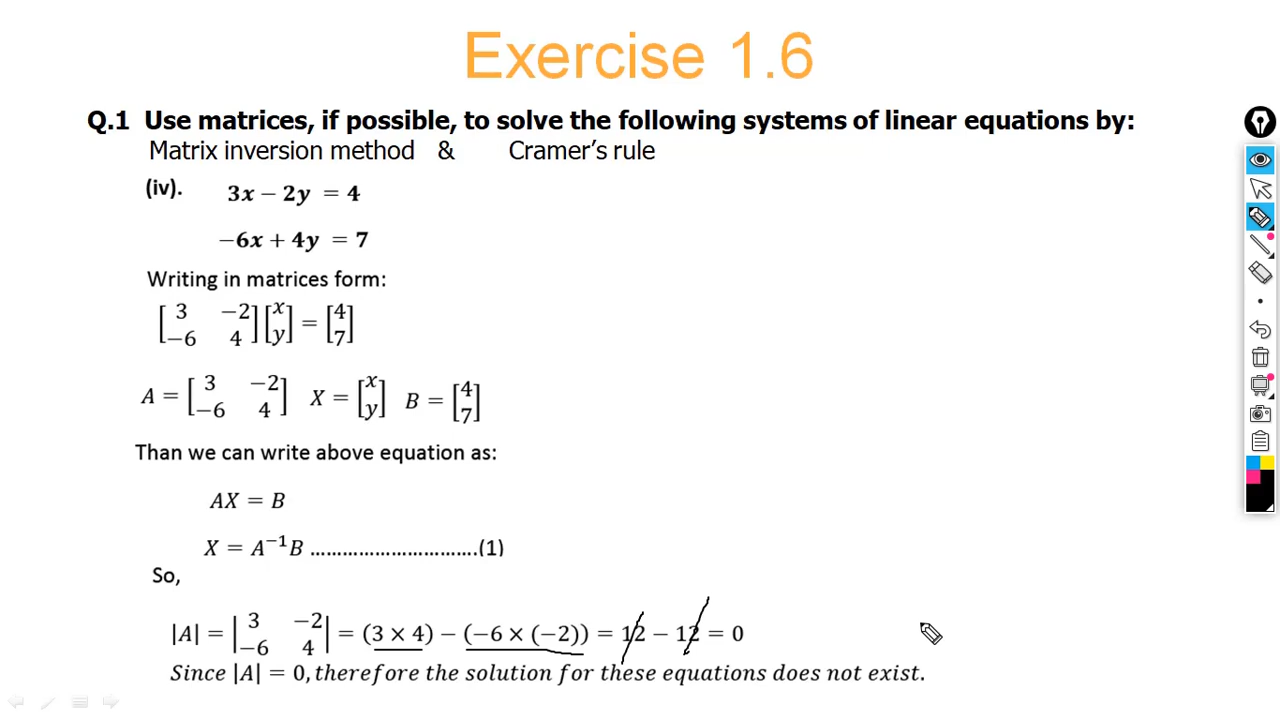 Exercise 1.6
Q.1 Use matrices, if possible, to solve the following systems of linear equations by:
Matrix inversion method & Cramer's rule
(iv). 3x − 2y = 4
−6x + 4y = 7
Writing in matrices form:
[3 −2; −6 4][x; y] = [4; 7]
A = [3 −2; −6 4] X = [x; y] B = [4; 7]
Than we can write above equation as:
AX = B
X = A⁻¹B ...............................(1)
So,
|A| = |3 −2; −6 4| = (3 × 4) − (−6 × (−2)) = 12 − 12 = 0
Since |A| = 0, therefore the solution for these equations does not exist.